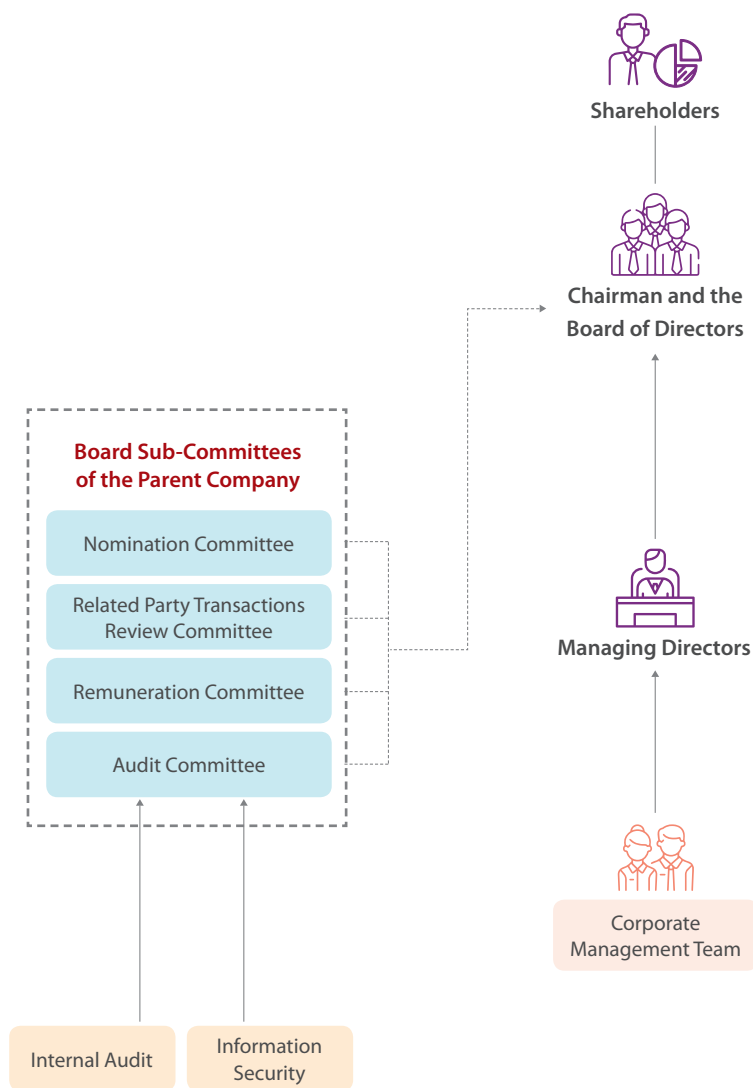 Shareholders
Chairman and the
Board of Directors
Board Sub-Committees
of the Parent Company
Nomination Committee
Related Party Transactions
Review Committee
Remuneration Committee
Audit Committee
Managing Directors
Corporate
Management Team
Internal Audit
Information
Security